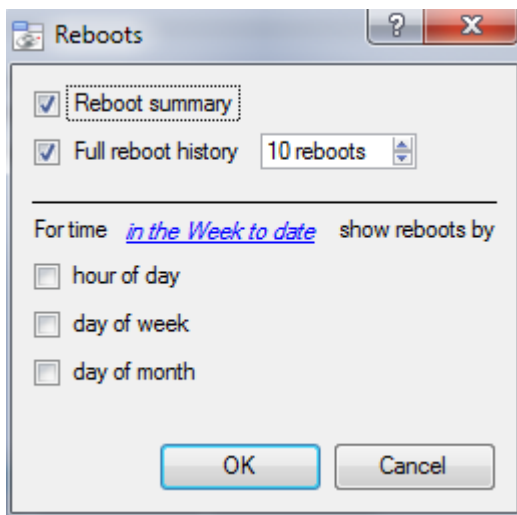 Reboots
Reboot summary
Full reboot history 10 reboots
For time in the Week to date show reboots by
hour of day
day of week
day of month
OK Cancel